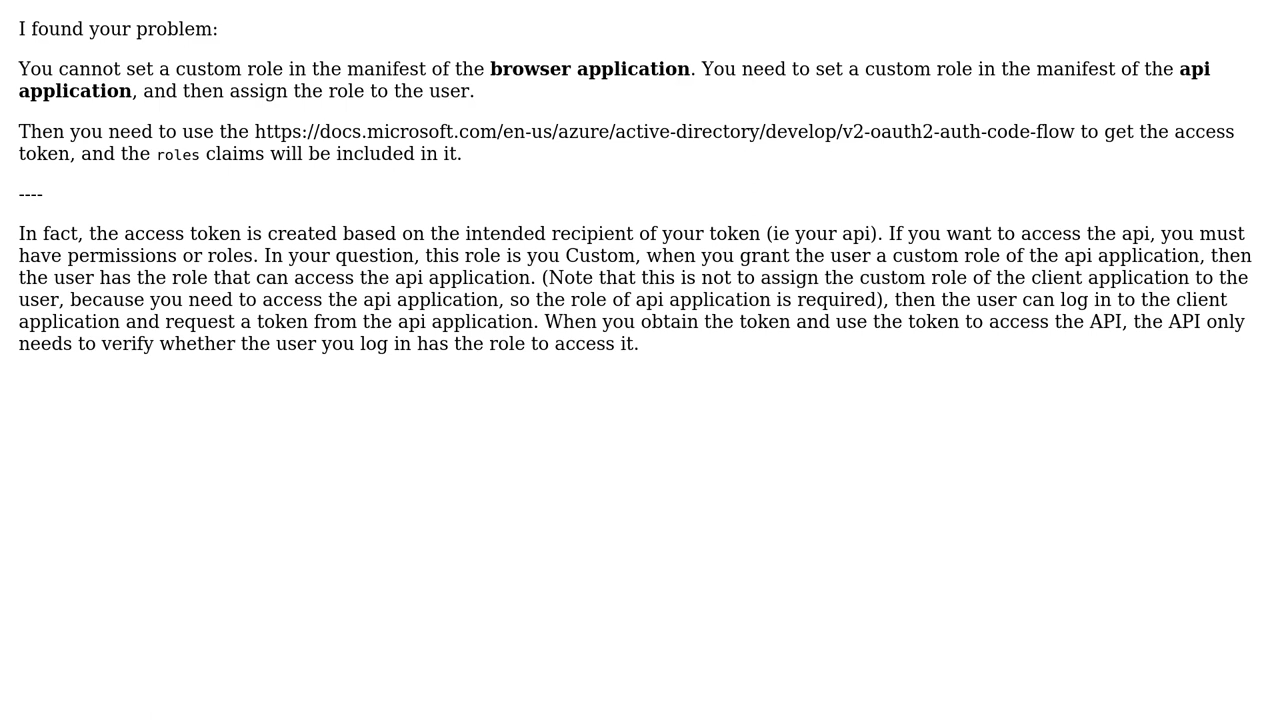 I found your problem:
You cannot set a custom role in the manifest of the browser application. You need to set a custom role in the manifest of the api
application, and then assign the role to the user.
Then you need to use the https://docs.microsoft.com/en-us/azure/active-directory/develop/v2-oauth2-auth-code-flow to get the access
token, and the roles claims will be included in it.
----
In fact, the access token is created based on the intended recipient of your token (ie your api). If you want to access the api, you must
have permissions or roles. In your question, this role is you Custom, when you grant the user a custom role of the api application, then
the user has the role that can access the api application. (Note that this is not to assign the custom role of the client application to the
user, because you need to access the api application, so the role of api application is required), then the user can log in to the client
application and request a token from the api application. When you obtain the token and use the token to access the API, the API only
needs to verify whether the user you log in has the role to access it.